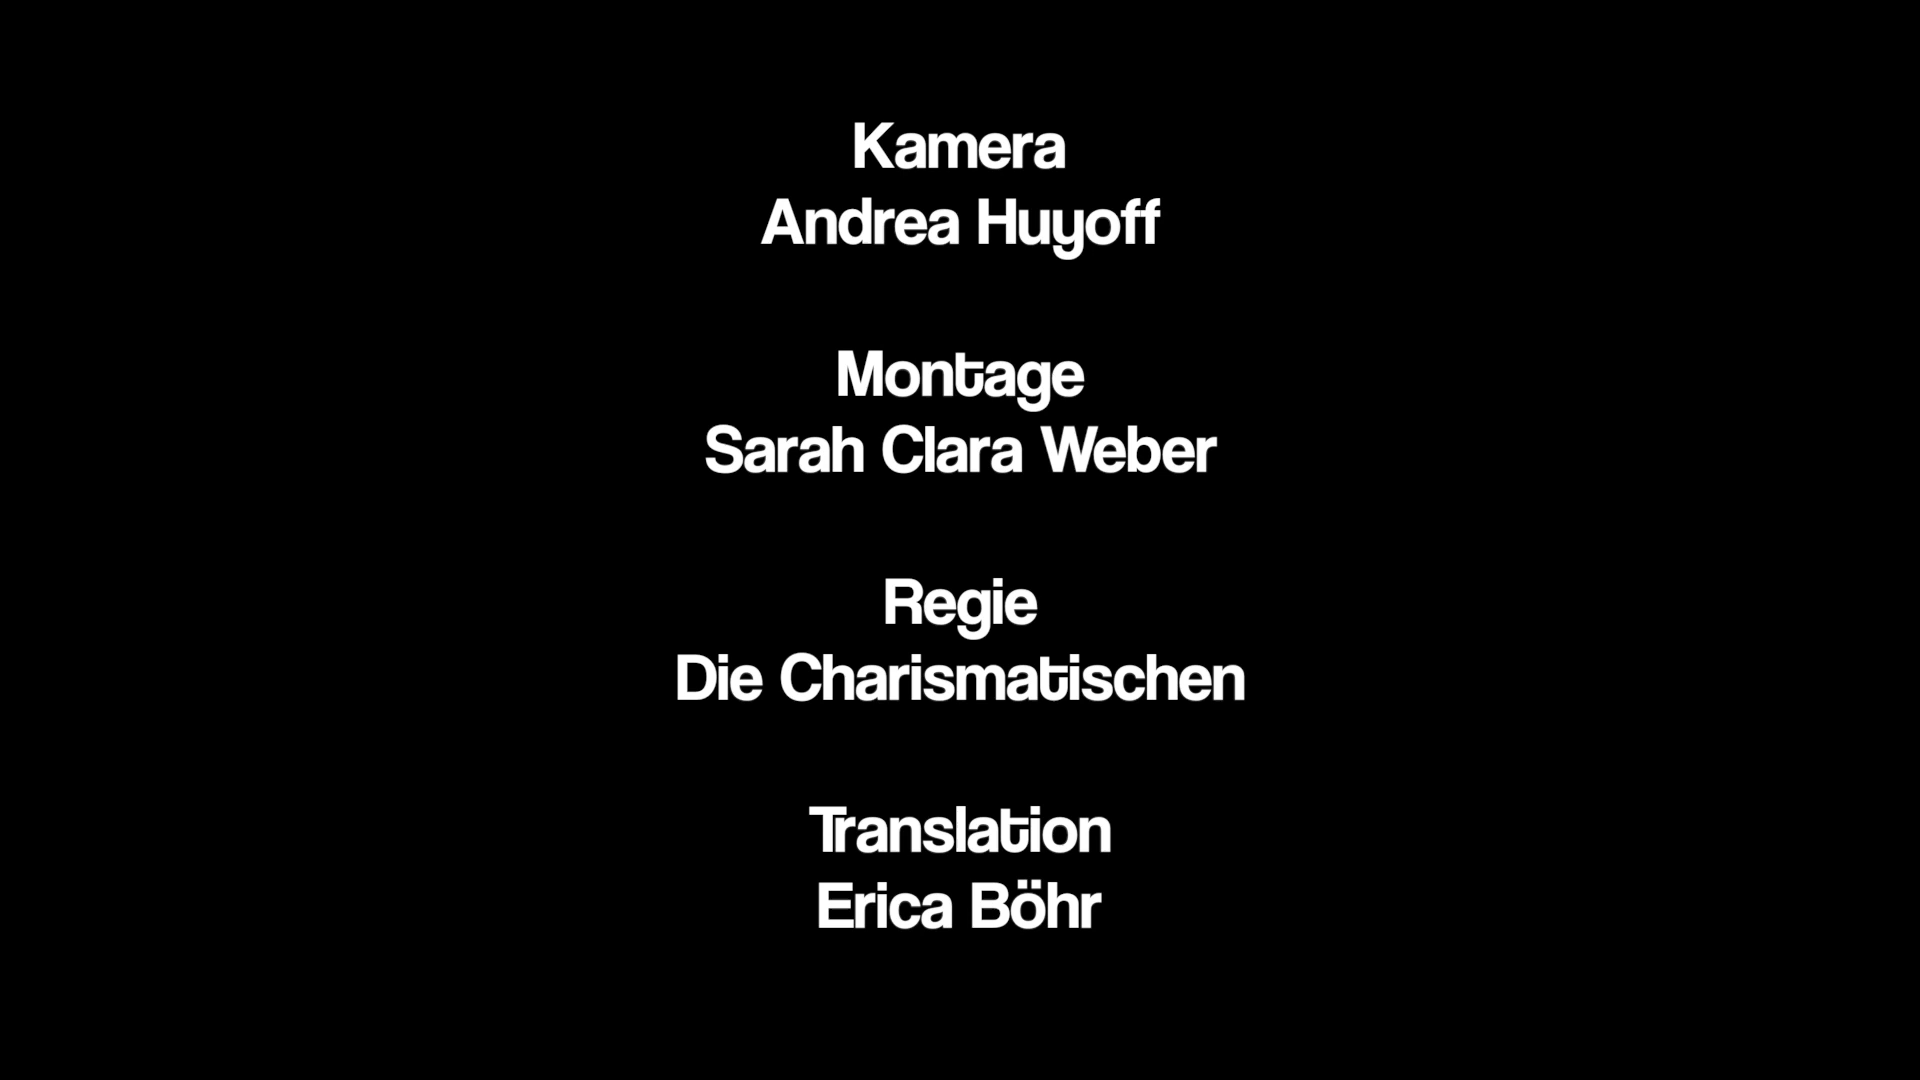 Kamera
Andrea Huyoff
Montage
Sarah Clara Weber
Regie
Die Charismatischen
Translation
Erica Böhr